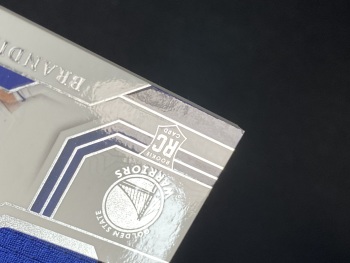 BRANDI
RC
ROOKIE
CARD
GOLDEN STATE
WARRIORS